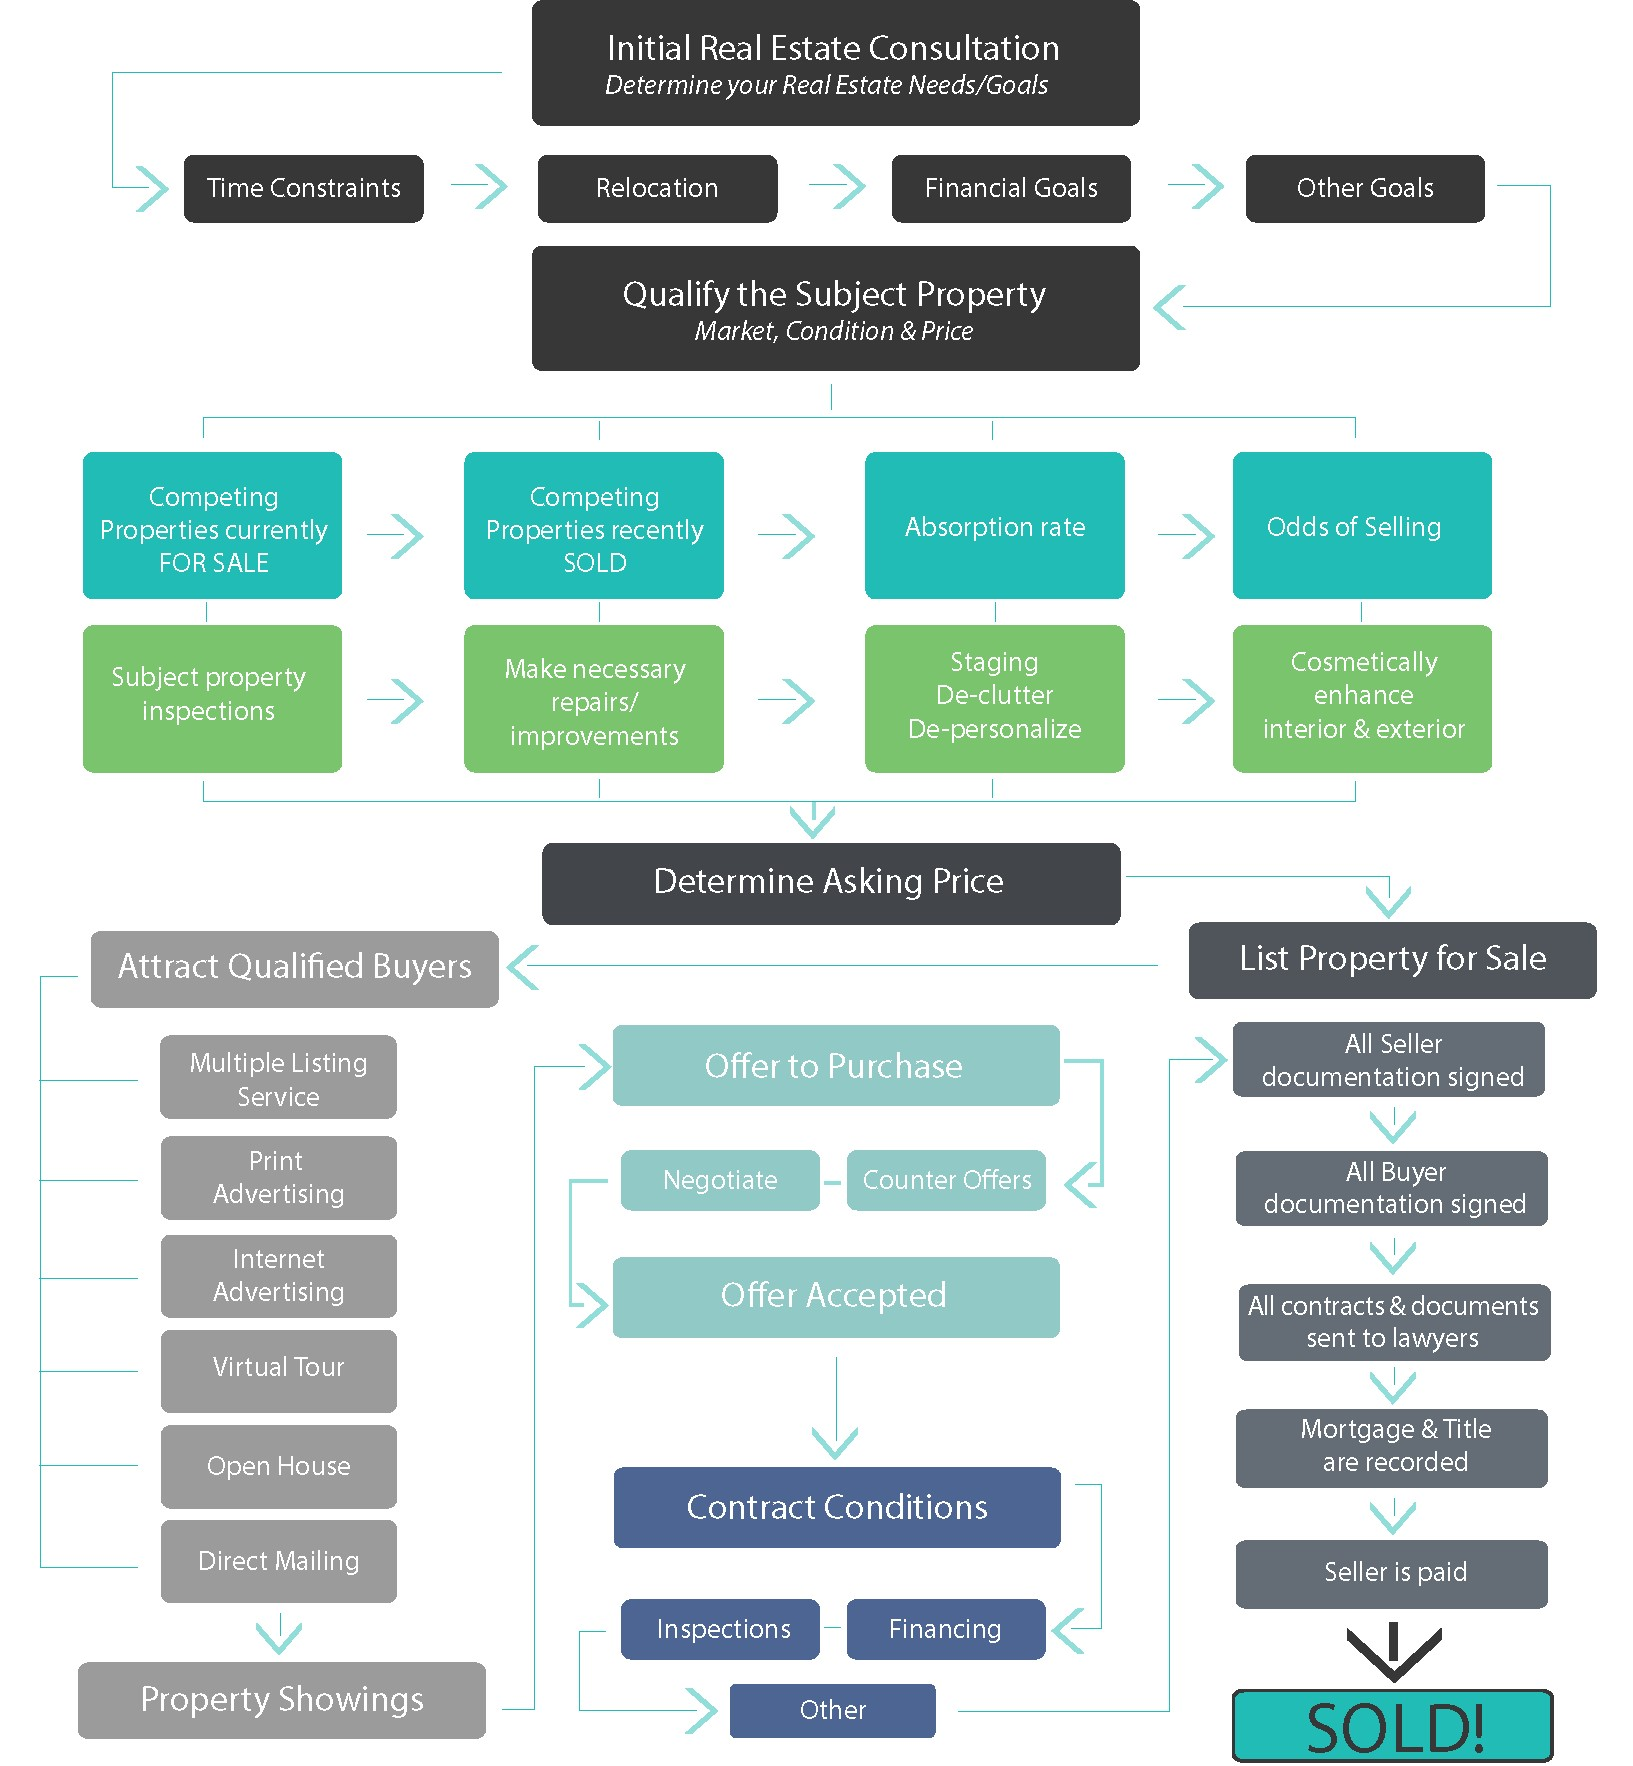 Initial Real Estate Consultation
Determine your Real Estate Needs/Goals
Time Constraints
Relocation
Financial Goals
Other Goals
Qualify the Subject Property
Market, Condition & Price
Competing
Properties currently
FOR SALE
Competing
Properties recently
SOLD
Absorption rate
Odds of Selling
Subject property
inspections
Make necessary
repairs/
improvements
Staging
De-clutter
De-personalize
Cosmetically
enhance
interior & exterior
Determine Asking Price
List Property for Sale
Attract Qualified Buyers
Multiple Listing
Service
Print
Advertising
Internet
Advertising
Virtual Tour
Open House
Direct Mailing
Property Showings
Offer to Purchase
Negotiate
Counter Offers
Offer Accepted
Contract Conditions
Inspections
Financing
Other
All Seller
documentation signed
All Buyer
documentation signed
All contracts & documents
sent to lawyers
Mortgage & Title
are recorded
Seller is paid
SOLD!